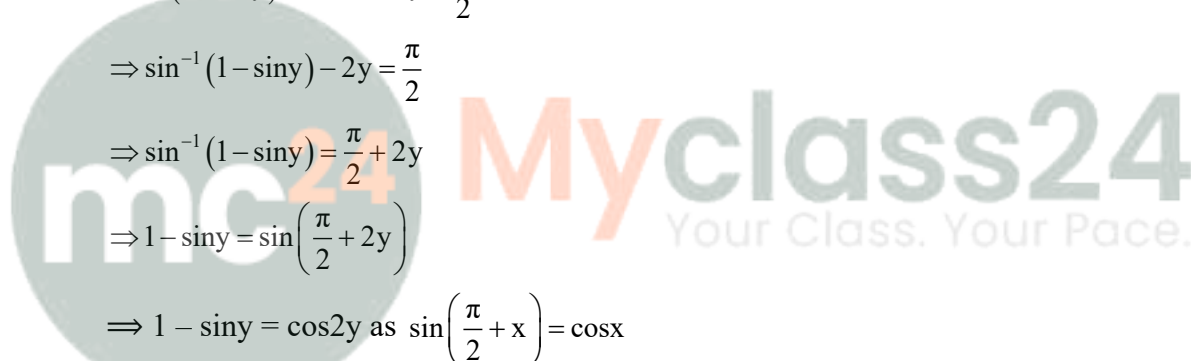 2
⇒ sin⁻¹(1−siny)−2y = π/2
⇒ sin⁻¹(1−siny) = π/2 + 2y
⇒ 1−siny = sin(π/2 + 2y)
⇒ 1 – siny = cos2y as sin(π/2 + x) = cosx
mc24 Myclass24
Your Class. Your Pace.